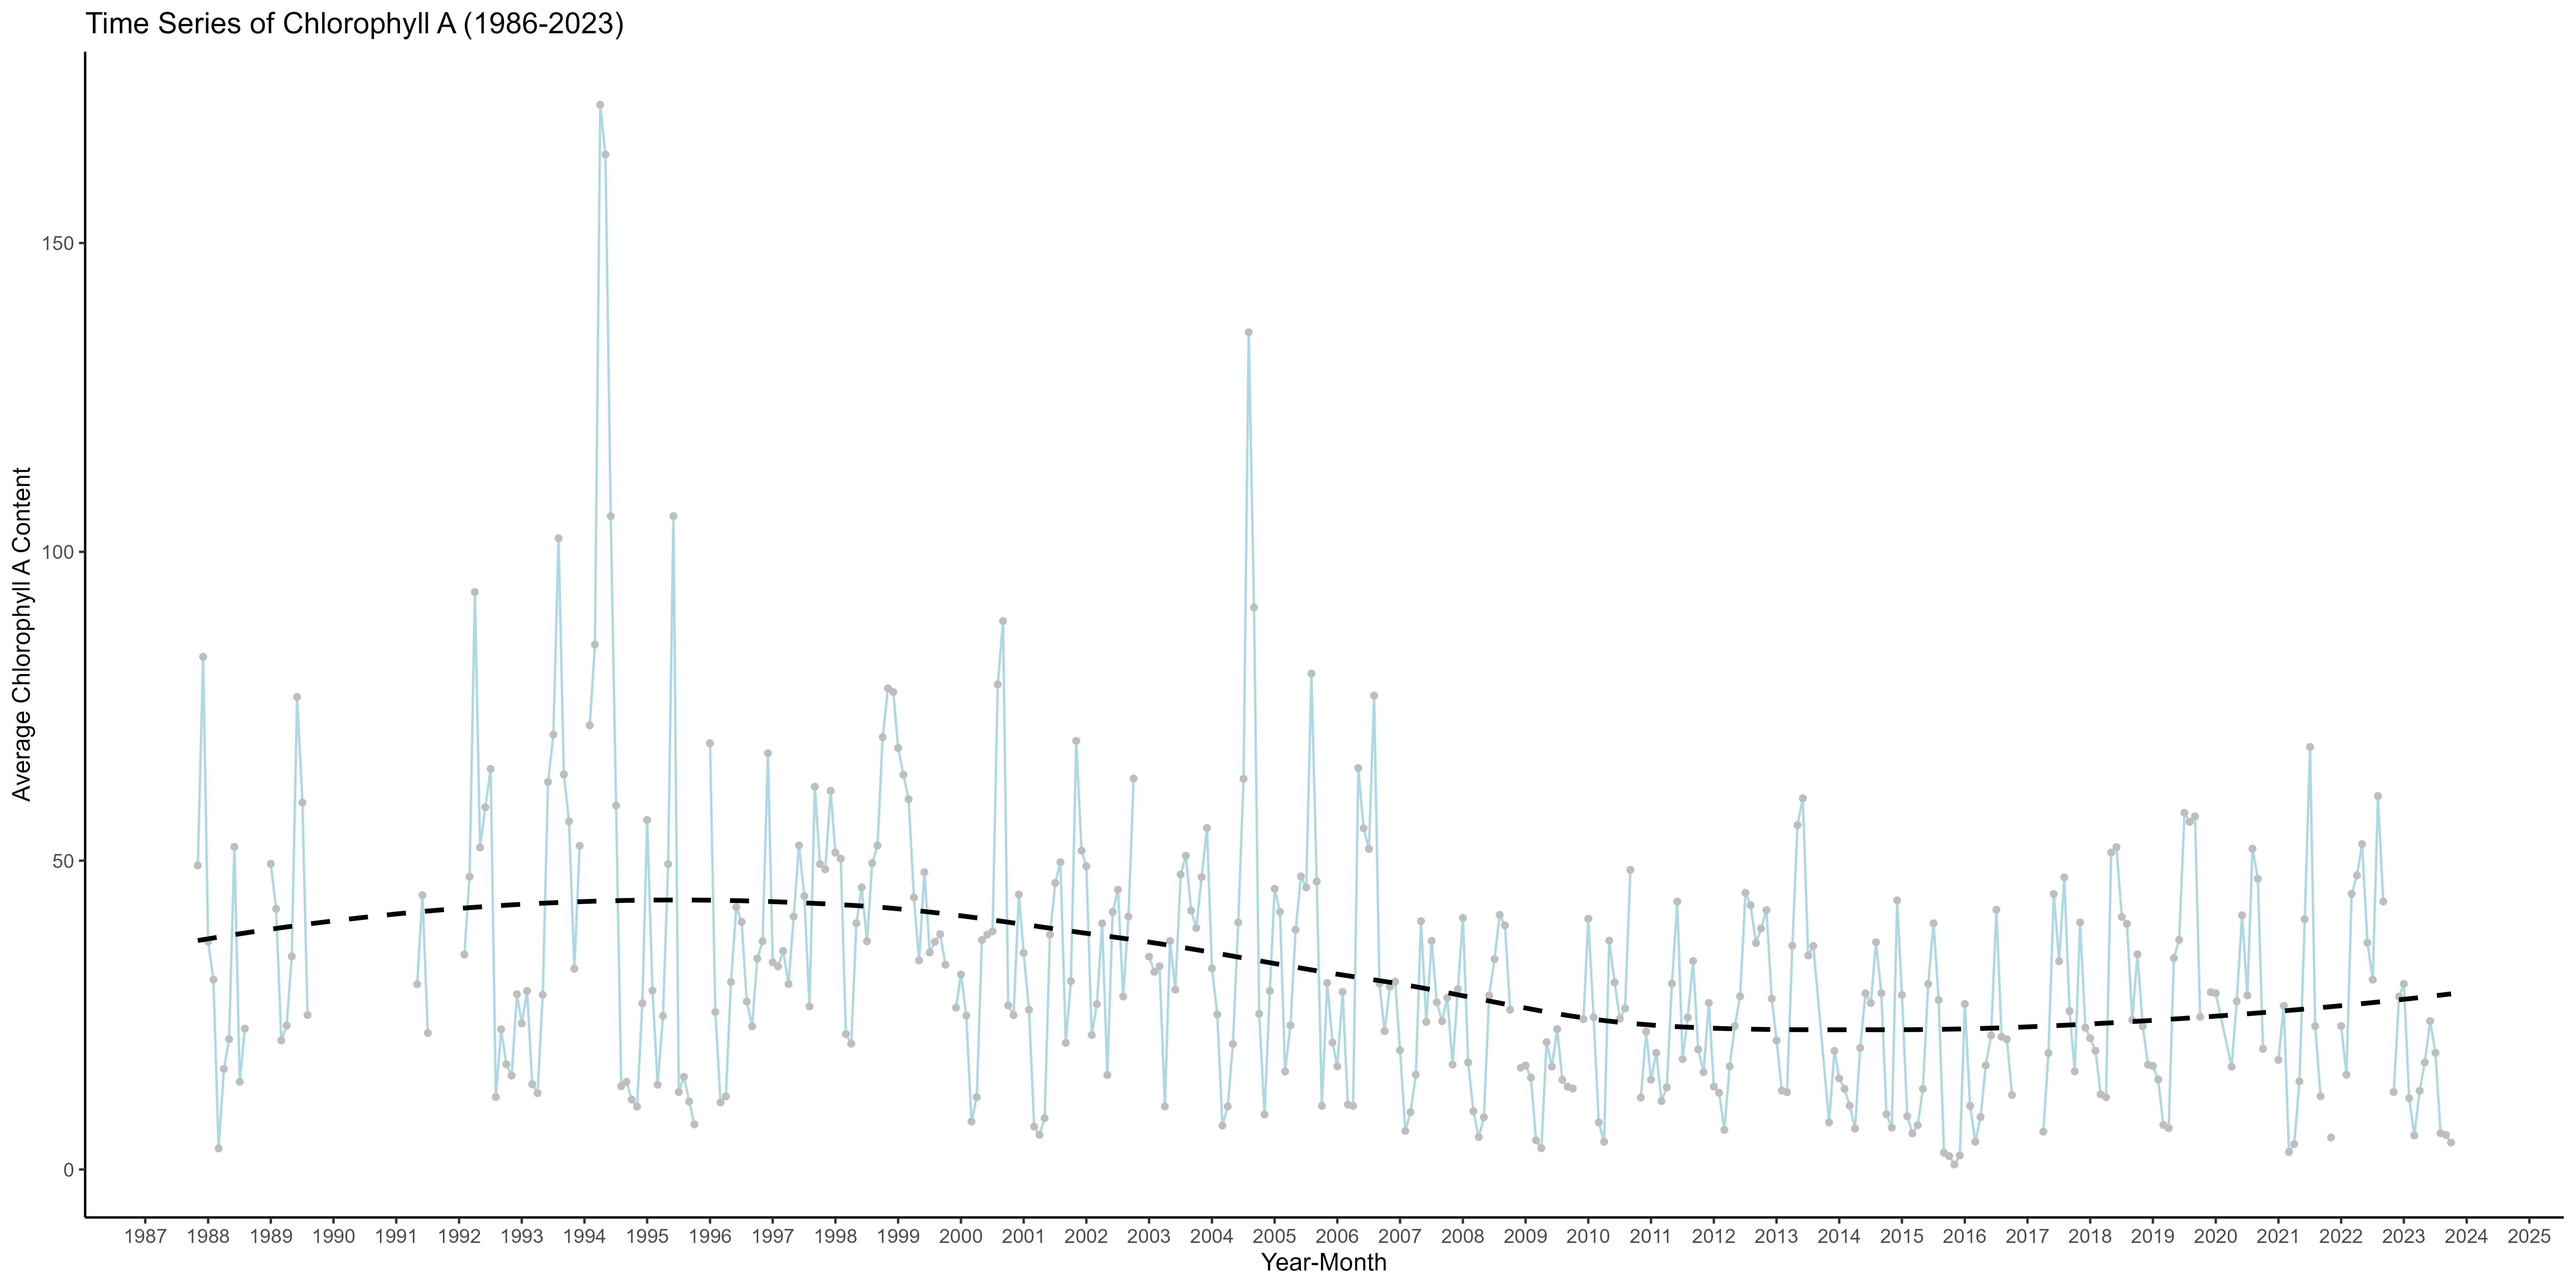 Time Series of Chlorophyll A (1986-2023)
Average Chlorophyll A Content
150
100
50
0
1987 1988 1989 1990 1991 1992 1993 1994 1995 1996 1997 1998 1999 2000 2001 2002 2003 2004 2005 2006 2007 2008 2009 2010 2011 2012 2013 2014 2015 2016 2017 2018 2019 2020 2021 2022 2023 2024 2025
Year-Month